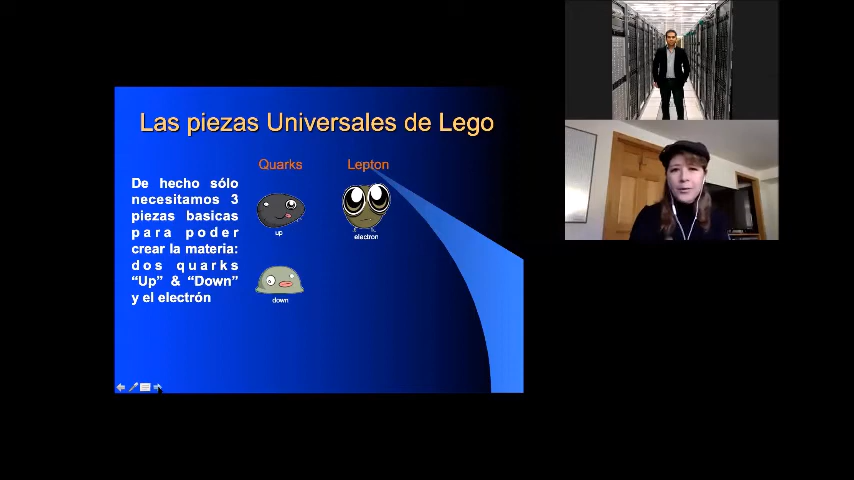 Las piezas Universales de Lego
Quarks
Lepton
De hecho sólo
necesitamos 3
piezas basicas
para poder
crear la materia:
dos quarks
“Up” & “Down”
y el electrón
up
electron
down